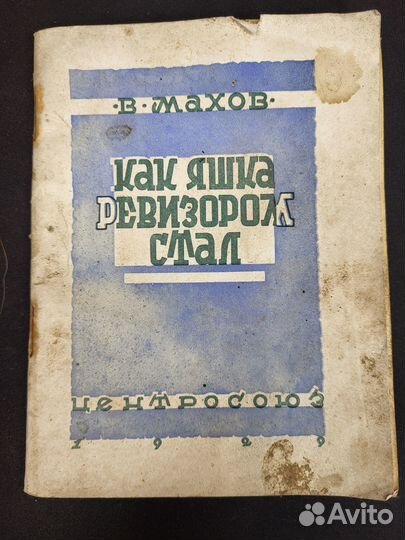 В·МАХОВ·
КАК ЯШКА
РЕВИЗОРОМ
СТАЛ
ЦЕНТРОСОЮЗ
1929
Avito